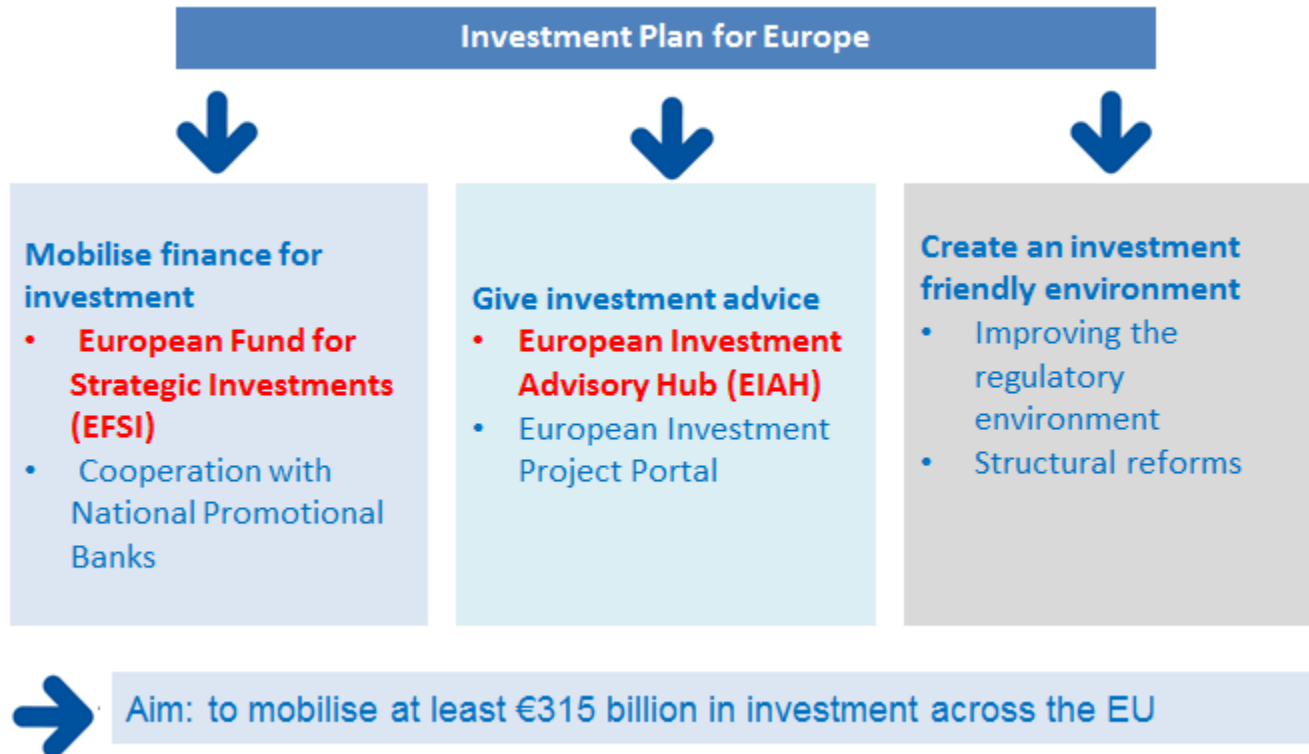 Investment Plan for Europe
Mobilise finance for
investment
• European Fund for
Strategic Investments
(EFSI)
• Cooperation with
National Promotional
Banks
Give investment advice
• European Investment
Advisory Hub (EIAH)
• European Investment
Project Portal
Create an investment
friendly environment
• Improving the
regulatory
environment
• Structural reforms
Aim: to mobilise at least €315 billion in investment across the EU